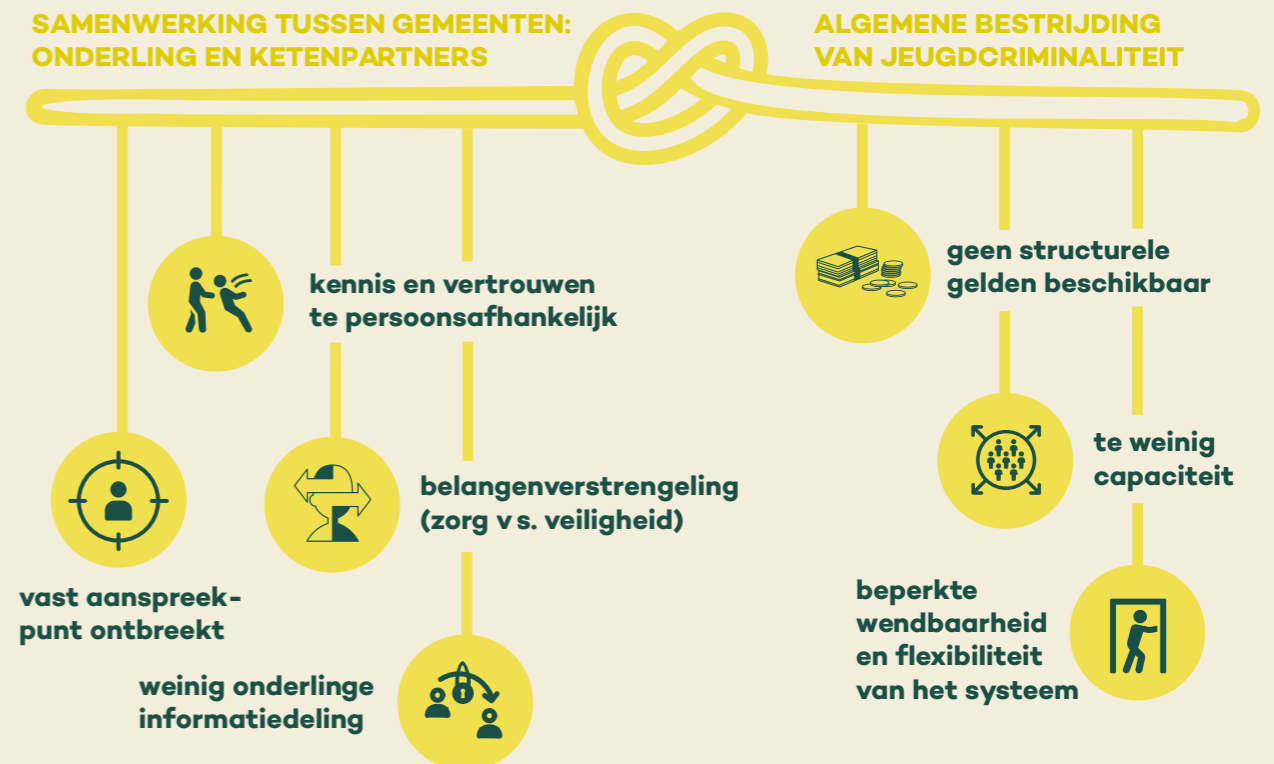 SAMENWERKING TUSSEN GEMEENTEN:
ONDERLING EN KETENPARTNERS
kennis en vertrouwen
te persoonsafhankelijk
belangenverstrengeling
(zorg vs. veiligheid)
vast aanspreek-
punt ontbreekt
weinig onderlinge
informatiedeling
ALGEMENE BESTRIJDING
VAN JEUGDCRIMINALITEIT
geen structurele
gelden beschikbaar
te weinig
capaciteit
beperkte
wendbaarheid
en flexibiliteit
van het systeem